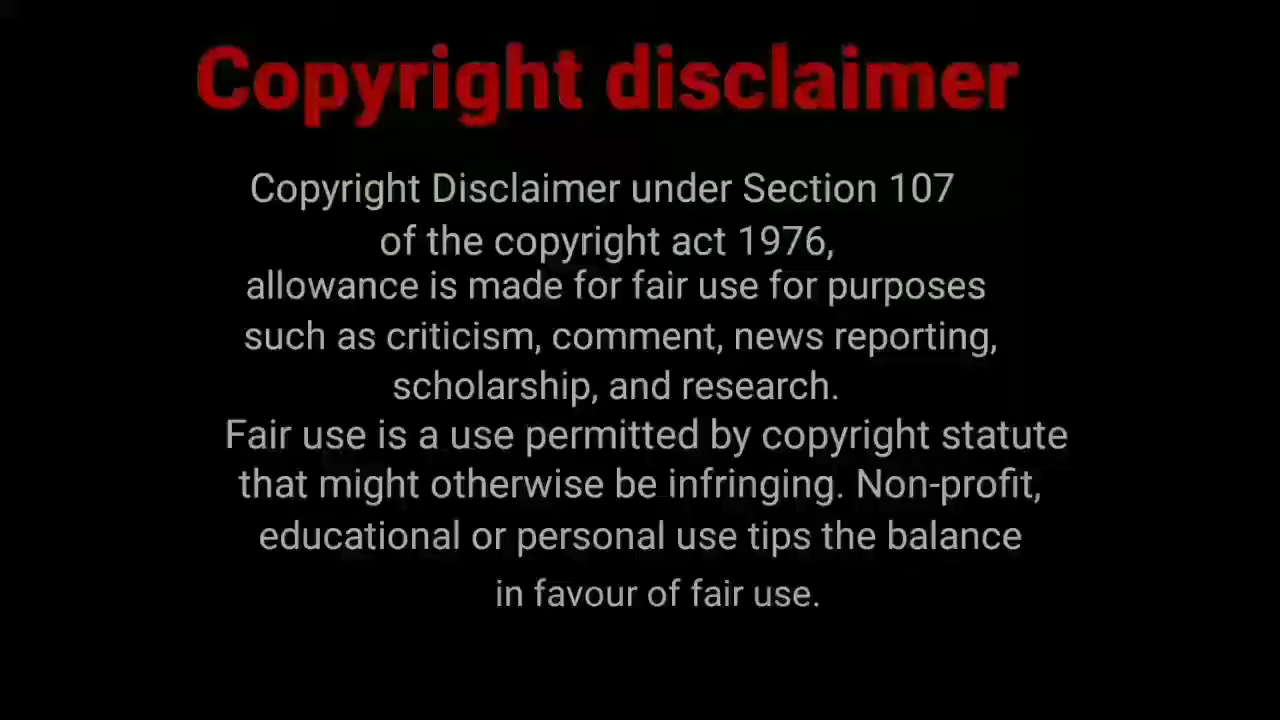 Copyright disclaimer
Copyright Disclaimer under Section 107
of the copyright act 1976,
allowance is made for fair use for purposes
such as criticism, comment, news reporting,
scholarship, and research.
Fair use is a use permitted by copyright statute
that might otherwise be infringing. Non-profit,
educational or personal use tips the balance
in favour of fair use.